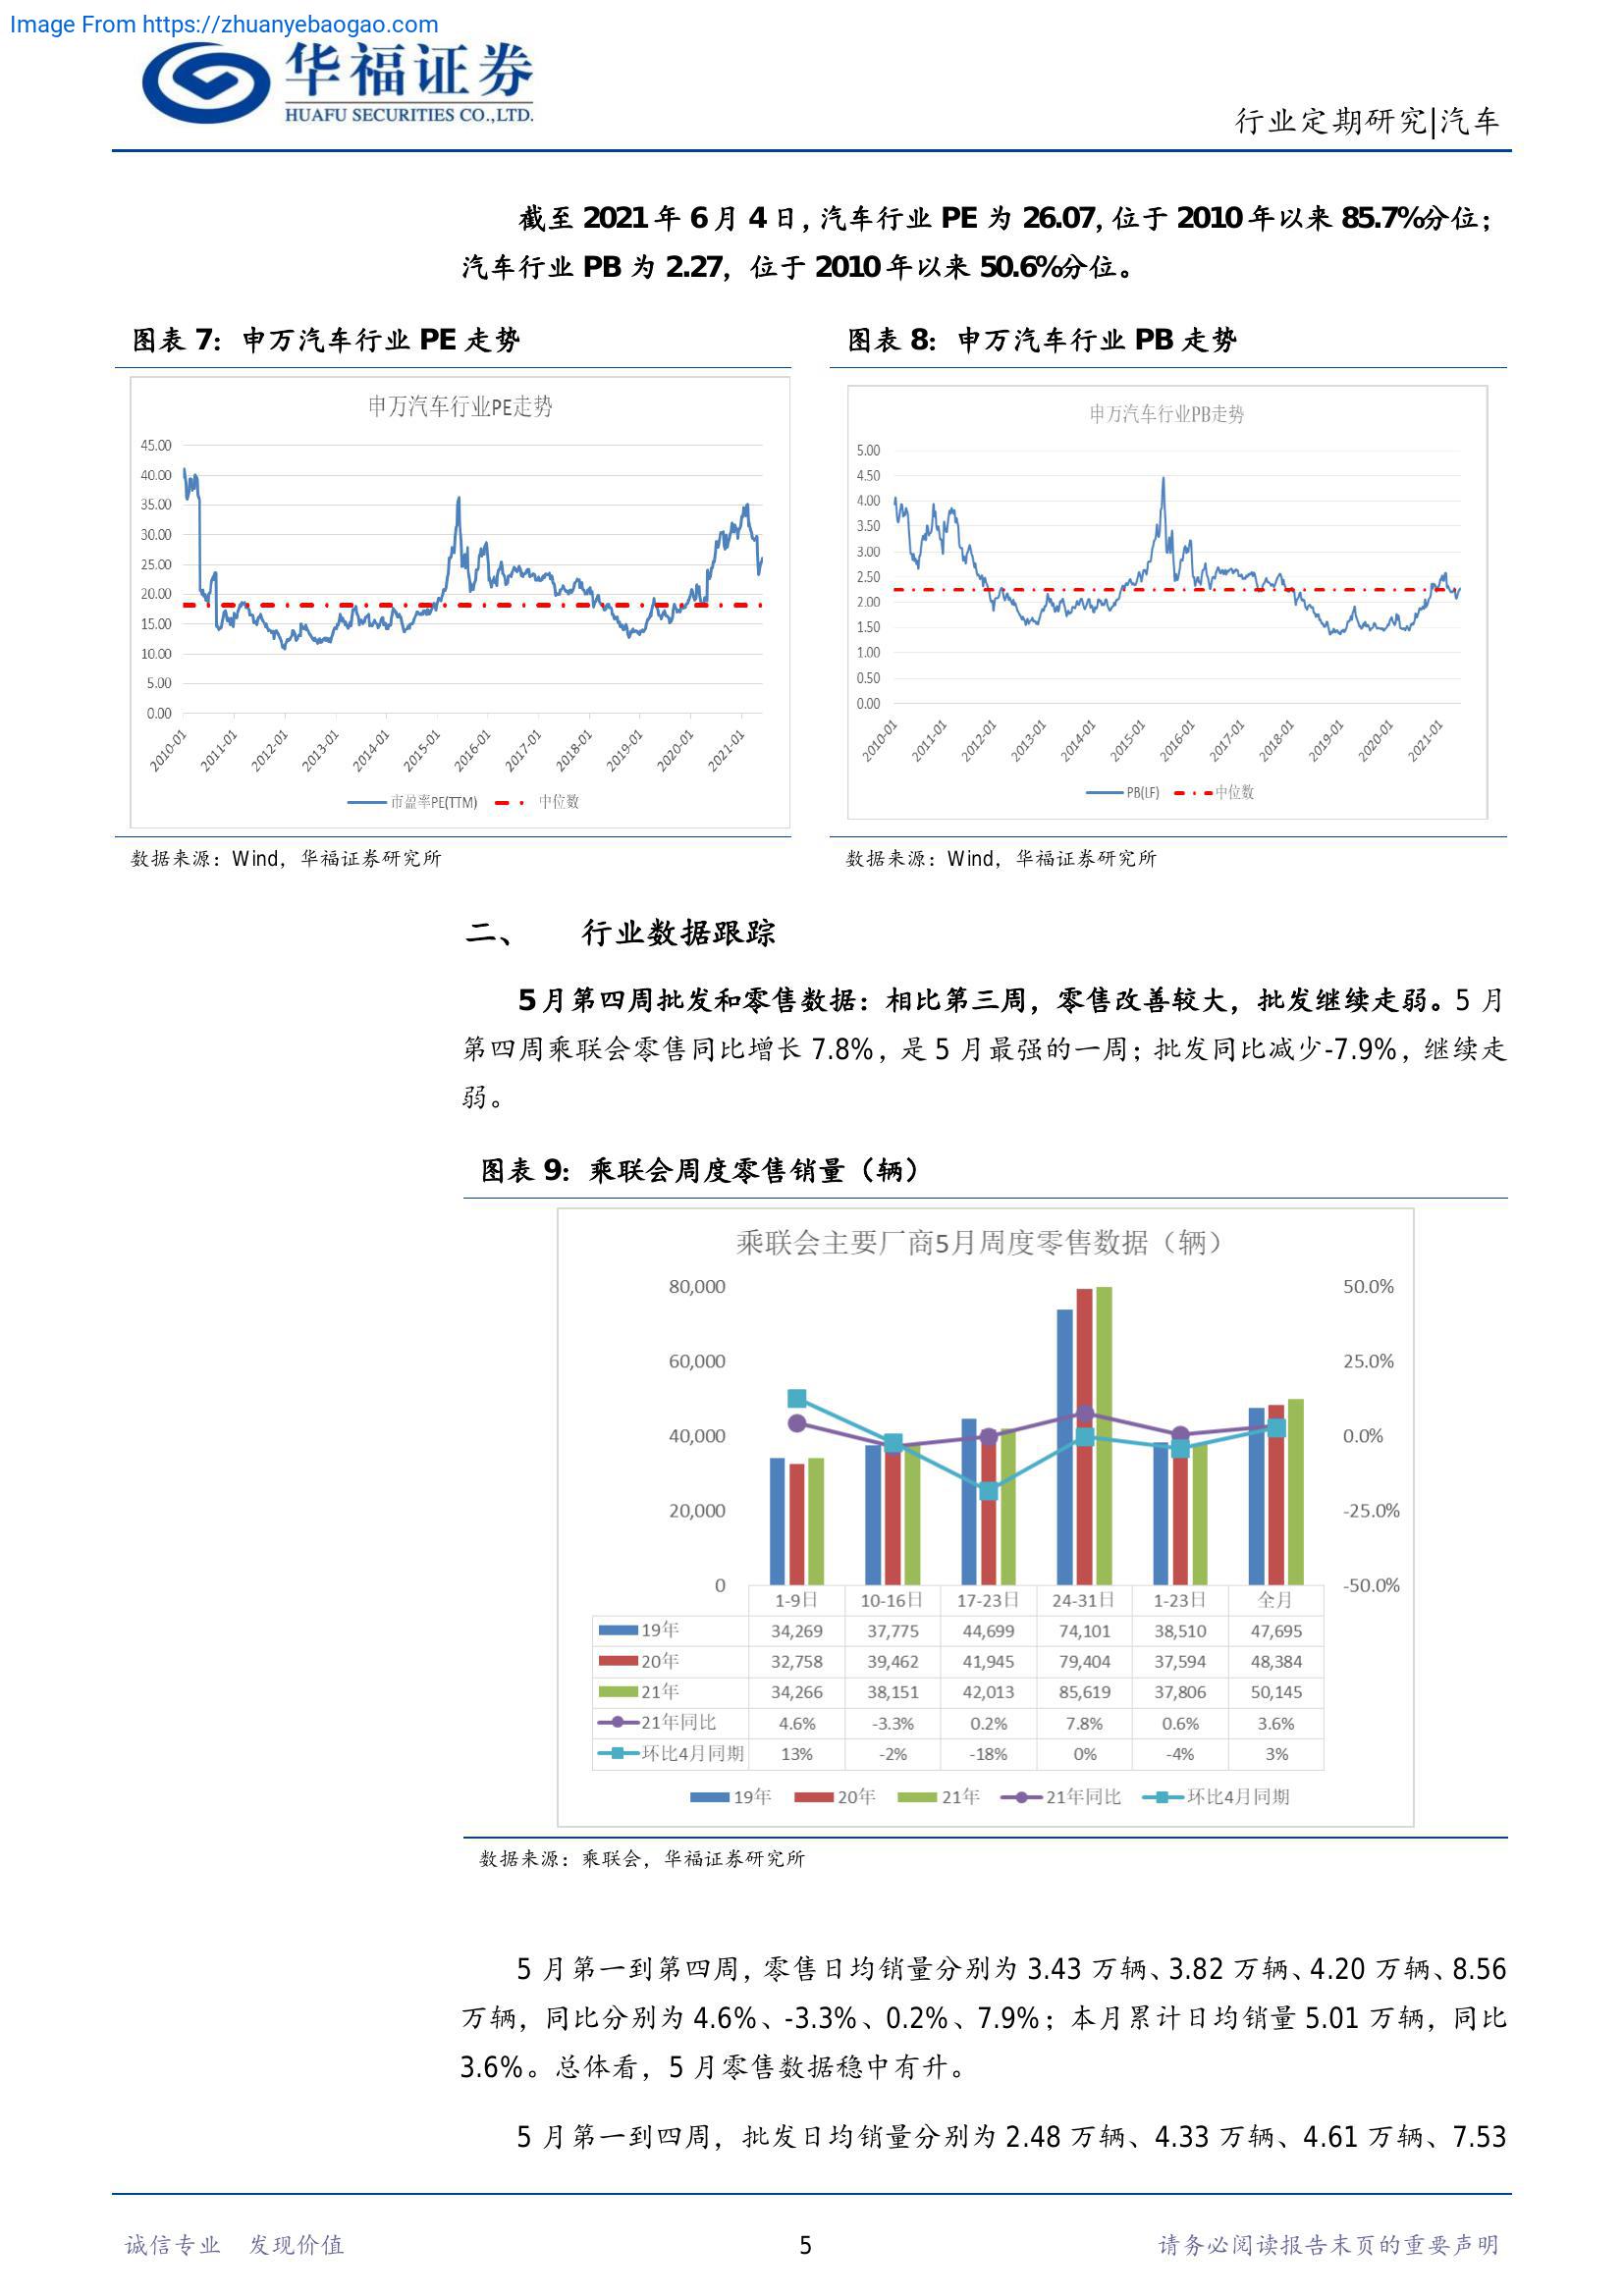 Image From https://zhuanyebaogao.com
华福证券
HUAFU SECURITIES CO.,LTD.
行业定期研究|汽车
截至 2021 年 6 月 4 日，汽车行业 PE 为 26.07，位于 2010 年以来 85.7%分位；
汽车行业 PB 为 2.27，位于 2010 年以来 50.6%分位。
图表 7：申万汽车行业 PE 走势
申万汽车行业PE走势
45.00
40.00
35.00
30.00
25.00
20.00
15.00
10.00
5.00
0.00
2010-01 2011-01 2012-01 2013-01 2014-01 2015-01 2016-01 2017-01 2018-01 2019-01 2020-01 2021-01
市盈率PE(TTM) 中位数
数据来源：Wind，华福证券研究所
图表 8：申万汽车行业 PB 走势
申万汽车行业PB走势
5.00
4.50
4.00
3.50
3.00
2.50
2.00
1.50
1.00
0.50
0.00
2010-01 2011-01 2012-01 2013-01 2014-01 2015-01 2016-01 2017-01 2018-01 2019-01 2020-01 2021-01
PB(LF) 中位数
数据来源：Wind，华福证券研究所
二、 行业数据跟踪
5 月第四周批发和零售数据：相比第三周，零售改善较大，批发继续走弱。5 月
第四周乘联会零售同比增长 7.8%，是 5 月最强的一周；批发同比减少-7.9%，继续走
弱。
图表 9：乘联会周度零售销量（辆）
乘联会主要厂商5月周度零售数据（辆）
80,000 50.0%
60,000 25.0%
40,000 0.0%
20,000 -25.0%
0 -50.0%
1-9日 10-16日 17-23日 24-31日 1-23日 全月
19年 34,269 37,775 44,699 74,101 38,510 47,695
20年 32,758 39,462 41,945 79,404 37,594 48,384
21年 34,266 38,151 42,013 85,619 37,806 50,145
21年同比 4.6% -3.3% 0.2% 7.8% 0.6% 3.6%
环比4月同期 13% -2% -18% 0% -4% 3%
19年 20年 21年 21年同比 环比4月同期
数据来源：乘联会，华福证券研究所
5 月第一到第四周，零售日均销量分别为 3.43 万辆、3.82 万辆、4.20 万辆、8.56
万辆，同比分别为 4.6%、-3.3%、0.2%、7.9%；本月累计日均销量 5.01 万辆，同比
3.6%。总体看，5 月零售数据稳中有升。
5 月第一到四周，批发日均销量分别为 2.48 万辆、4.33 万辆、4.61 万辆、7.53
诚信专业 发现价值 5 请务必阅读报告末页的重要声明